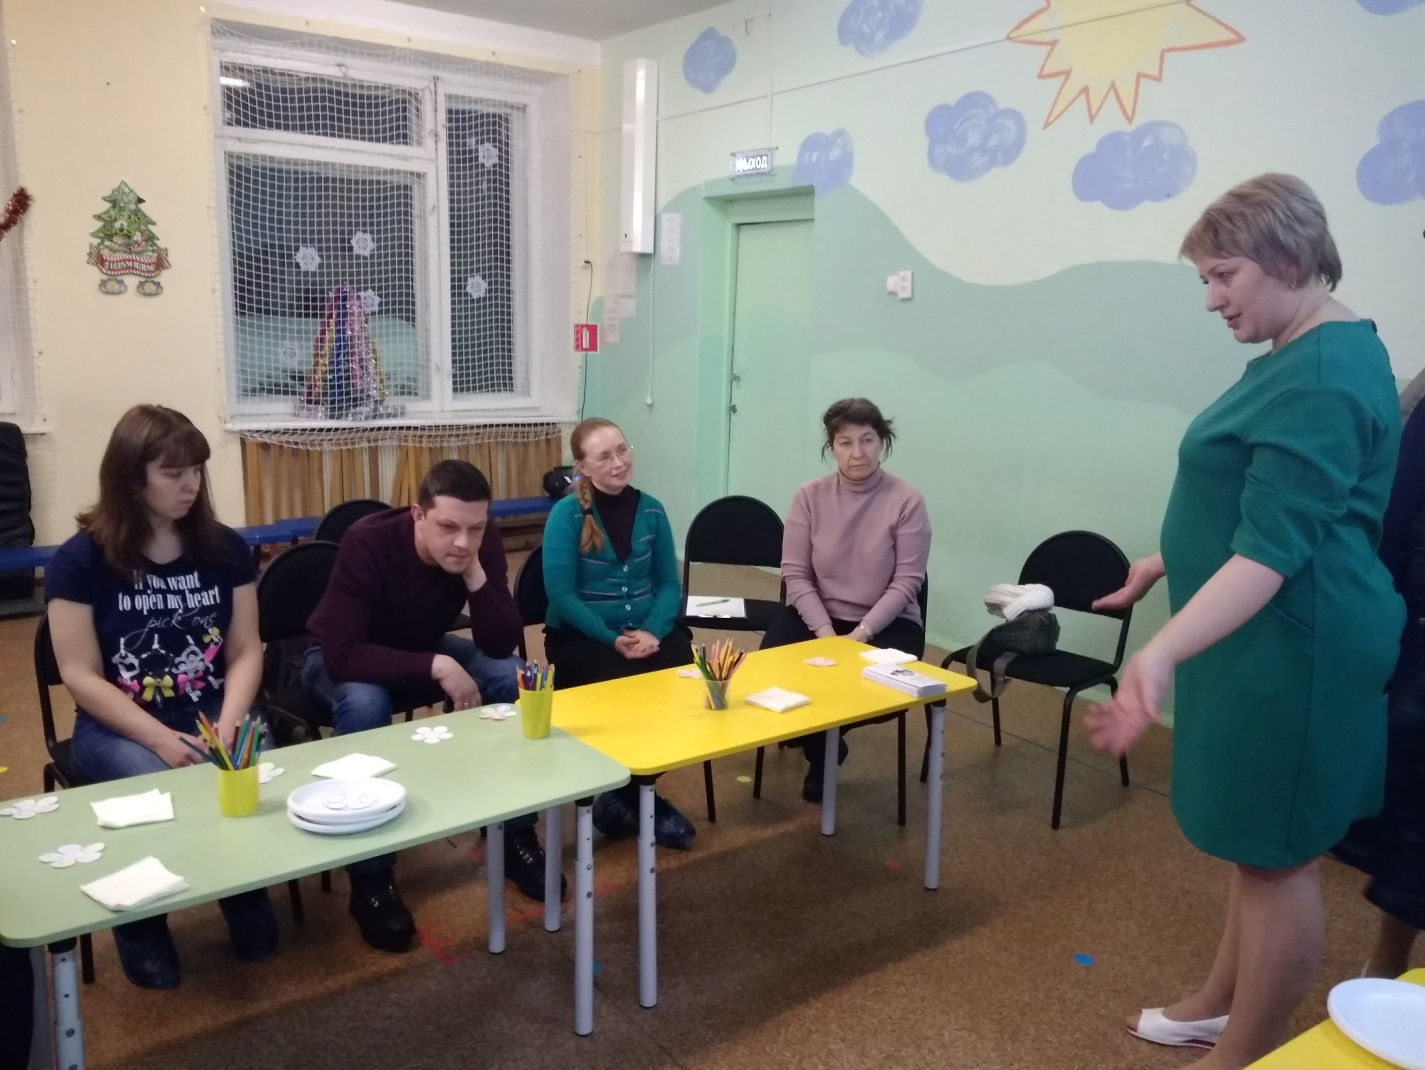 ВЫХОД
If you want
to open my heart
pick one